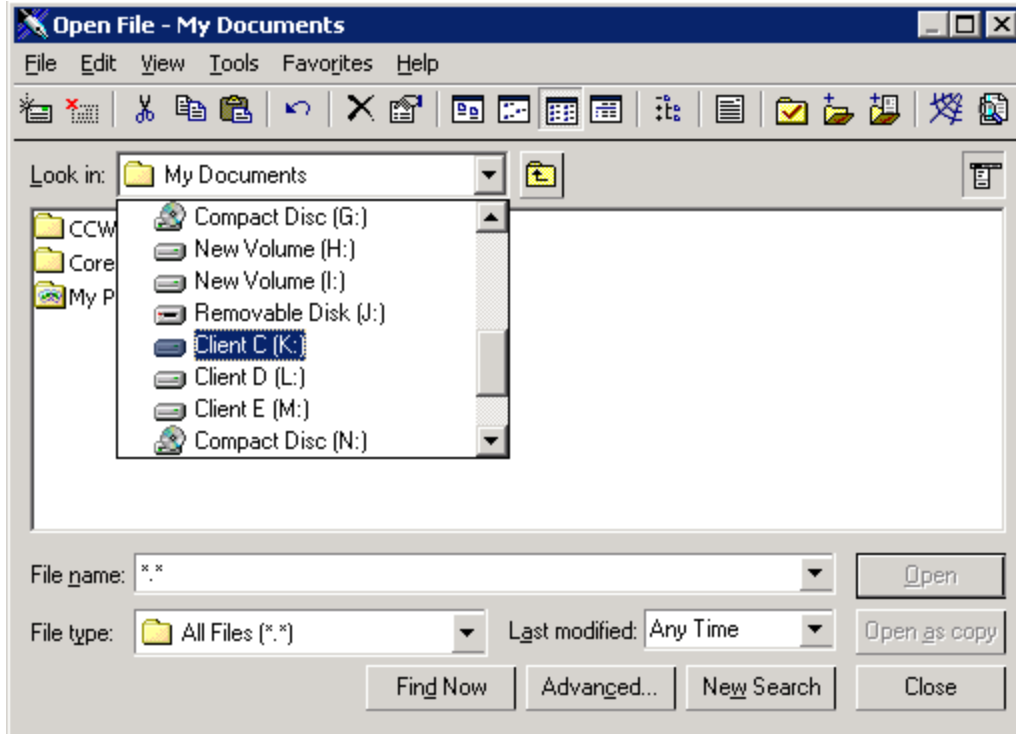 Open File - My Documents
File Edit View Tools Favorites Help
Look in: My Documents
Compact Disc (G:)
CCW
New Volume (H:)
Core
New Volume (I:)
My P
Removable Disk (J:)
Client C (K:)
Client D (L:)
Client E (M:)
Compact Disc (N:)
File name: *.* Open
File type: All Files (*.*) Last modified: Any Time Open as copy
Find Now Advanced... New Search Close